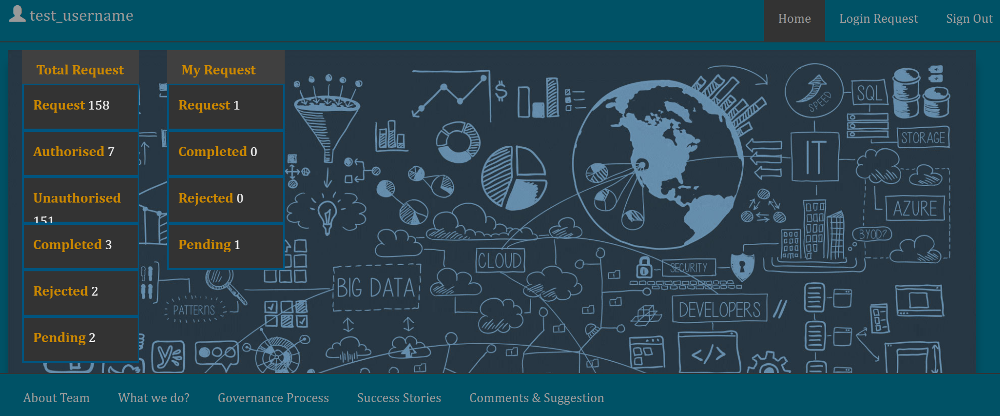 test_username
Home
Login Request
Sign Out
Total Request
Request 158
Authorised 7
Unauthorised
151
Completed 3
Rejected 2
Pending 2
My Request
Request 1
Completed 0
Rejected 0
Pending 1
$
SPEED
SQL
STORAGE
IT
AZURE
BYOD?
CLOUD
SECURITY
BIG DATA
PATTERNS
DEVELOPERS
//
</>
About Team
What we do?
Governance Process
Success Stories
Comments & Suggestion